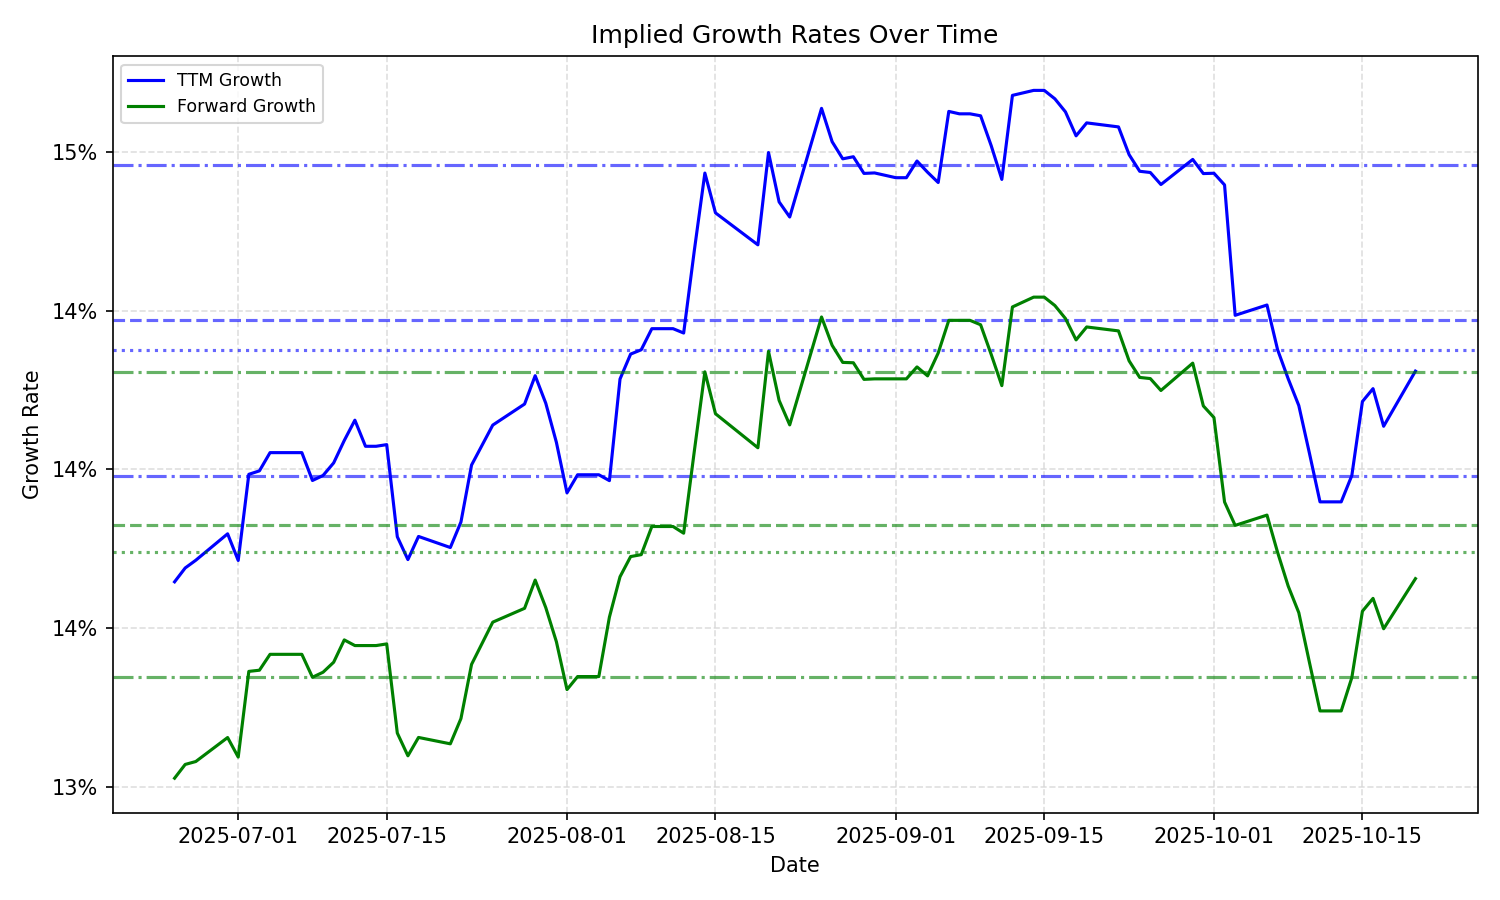 Implied Growth Rates Over Time
TTM Growth
Forward Growth
15%
14%
14%
14%
13%
Growth Rate
2025-07-01
2025-07-15
2025-08-01
2025-08-15
2025-09-01
2025-09-15
2025-10-01
2025-10-15
Date